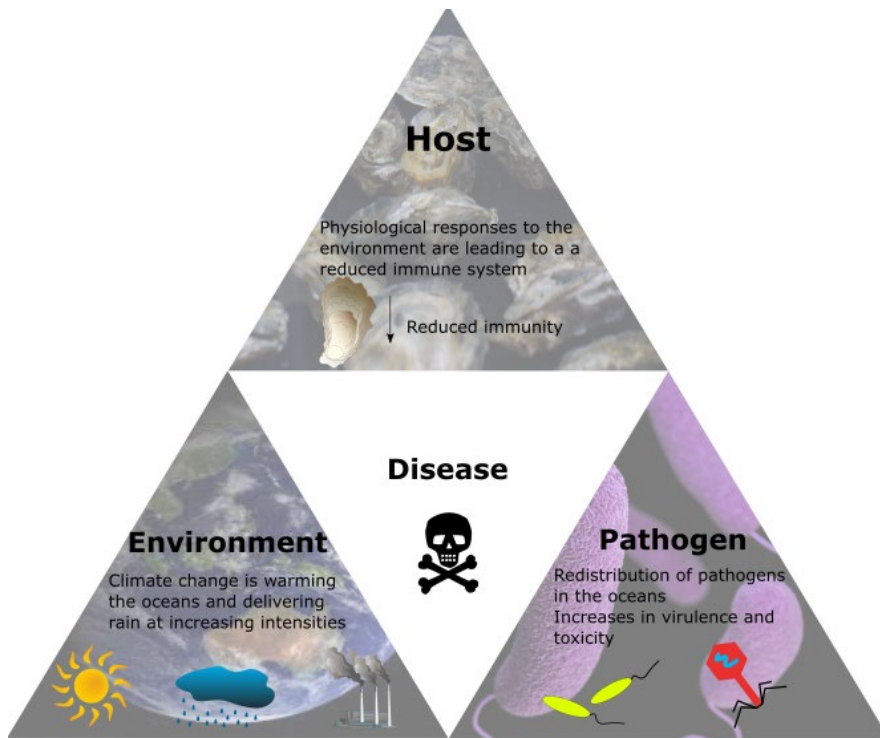 Host
Physiological responses to the
environment are leading to a a
reduced immune system
Reduced immunity
Disease
Environment
Climate change is warming
the oceans and delivering
rain at increasing intensities
Pathogen
Redistribution of pathogens
in the oceans
Increases in virulence and
toxicity